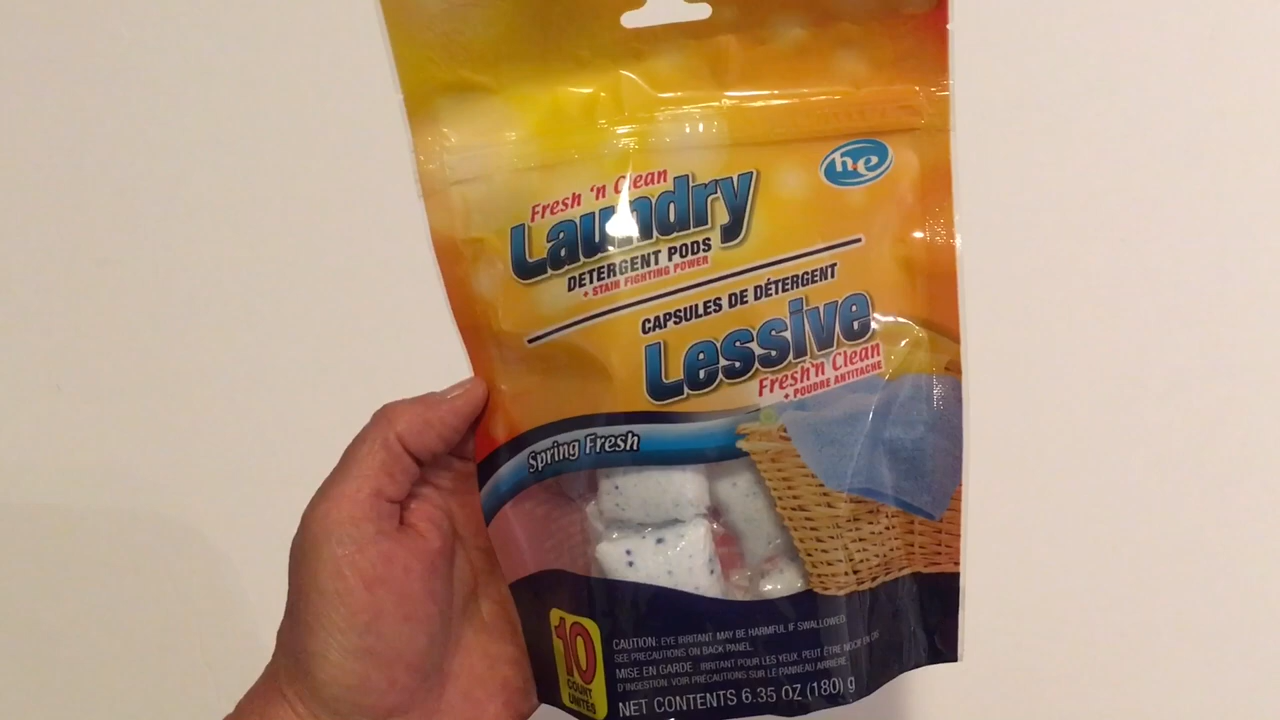 he
Fresh 'n Clean
Laundry
DETERGENT PODS
+ STAIN FIGHTING POWER
CAPSULES DE DÉTERGENT
Lessive
Fresh'n Clean
+ POUDRE ANTITACHE
Spring Fresh
10
COUNT
UNITÉS
CAUTION: EYE IRRITANT MAY BE HARMFUL IF SWALLOWED.
SEE PRECAUTIONS ON BACK PANEL.
MISE EN GARDE : IRRITANT POUR LES YEUX. PEUT ÊTRE NOCIF EN CAS
D'INGESTION. VOIR PRÉCAUTIONS SUR LE PANNEAU ARRIÈRE.
NET CONTENTS 6.35 OZ (180) g